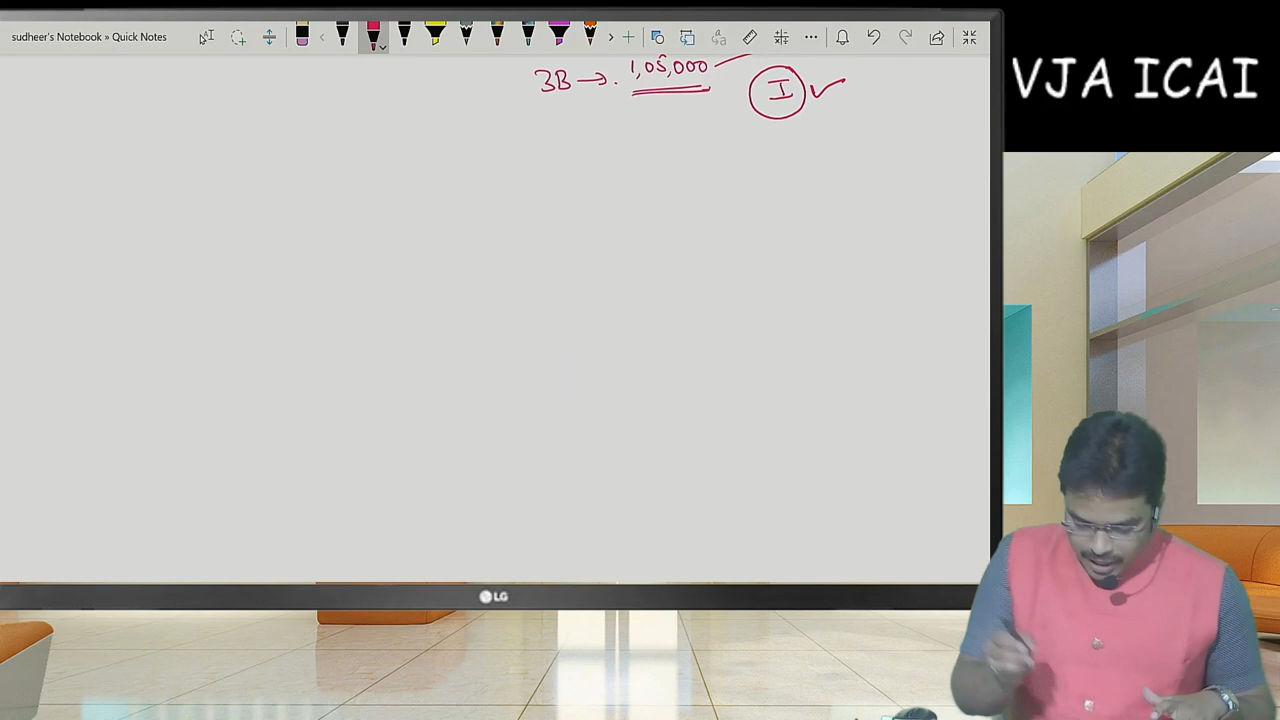 sudheer's Notebook » Quick Notes
VJA ICAI
3B → 1,05,000
I ✓
LG